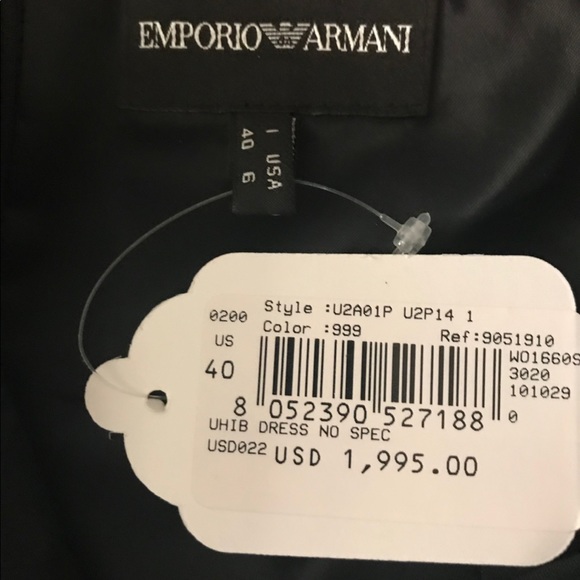 EMPORIO ARMANI
I USA
40 6
0200 Style :U2A01P U2P14 1
US Color :999 Ref:9051910
40
WO1660S
3020
101029
8 052390 527188 0
UHIB DRESS NO SPEC
USD022 USD 1,995.00